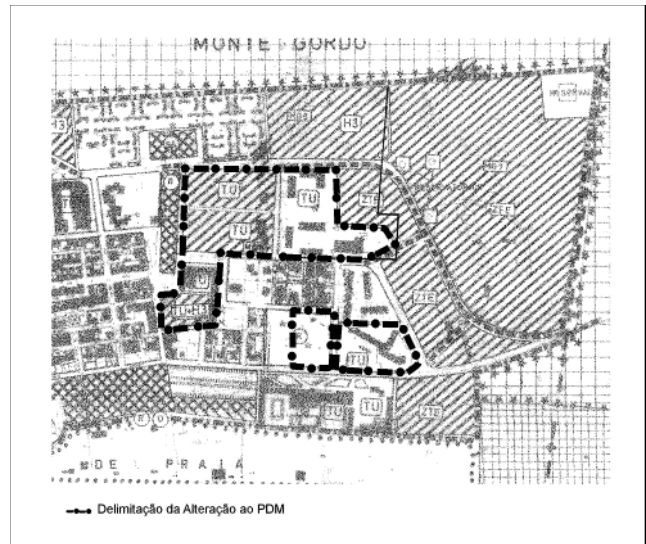 MONTE GORDO
H3
H3
ZTE
TU
TU
TU
ZTE
U
TU+H3
ZTE
TU
TU
TU
ZTE
DE PRAIA
Delimitação da Alteração ao PDM